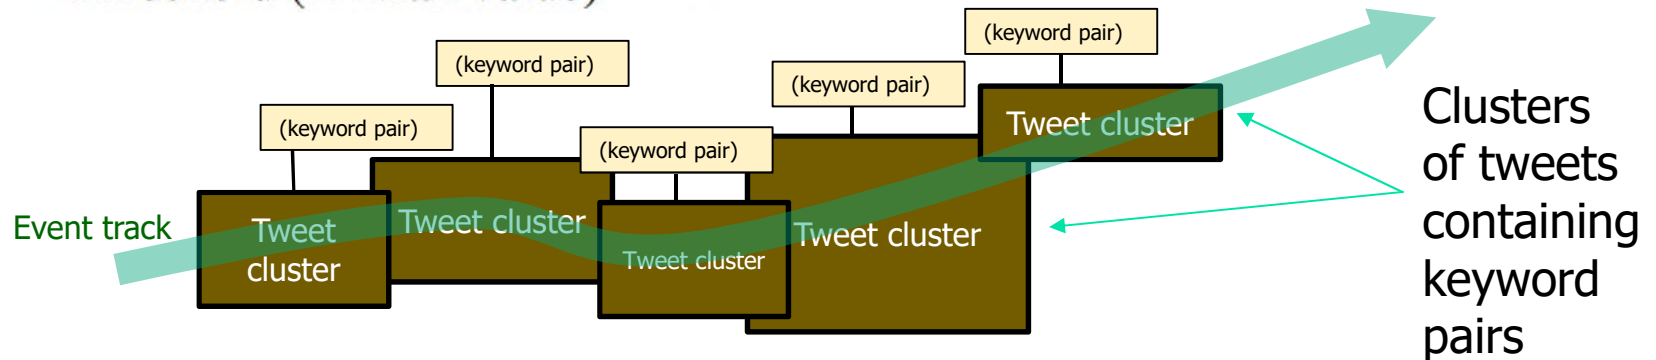 (keyword pair)
(keyword pair)
(keyword pair)
(keyword pair)
(keyword pair)
Event track
Tweet
cluster
Tweet cluster
Tweet cluster
Tweet cluster
Tweet cluster
Clusters
of tweets
containing
keyword
pairs